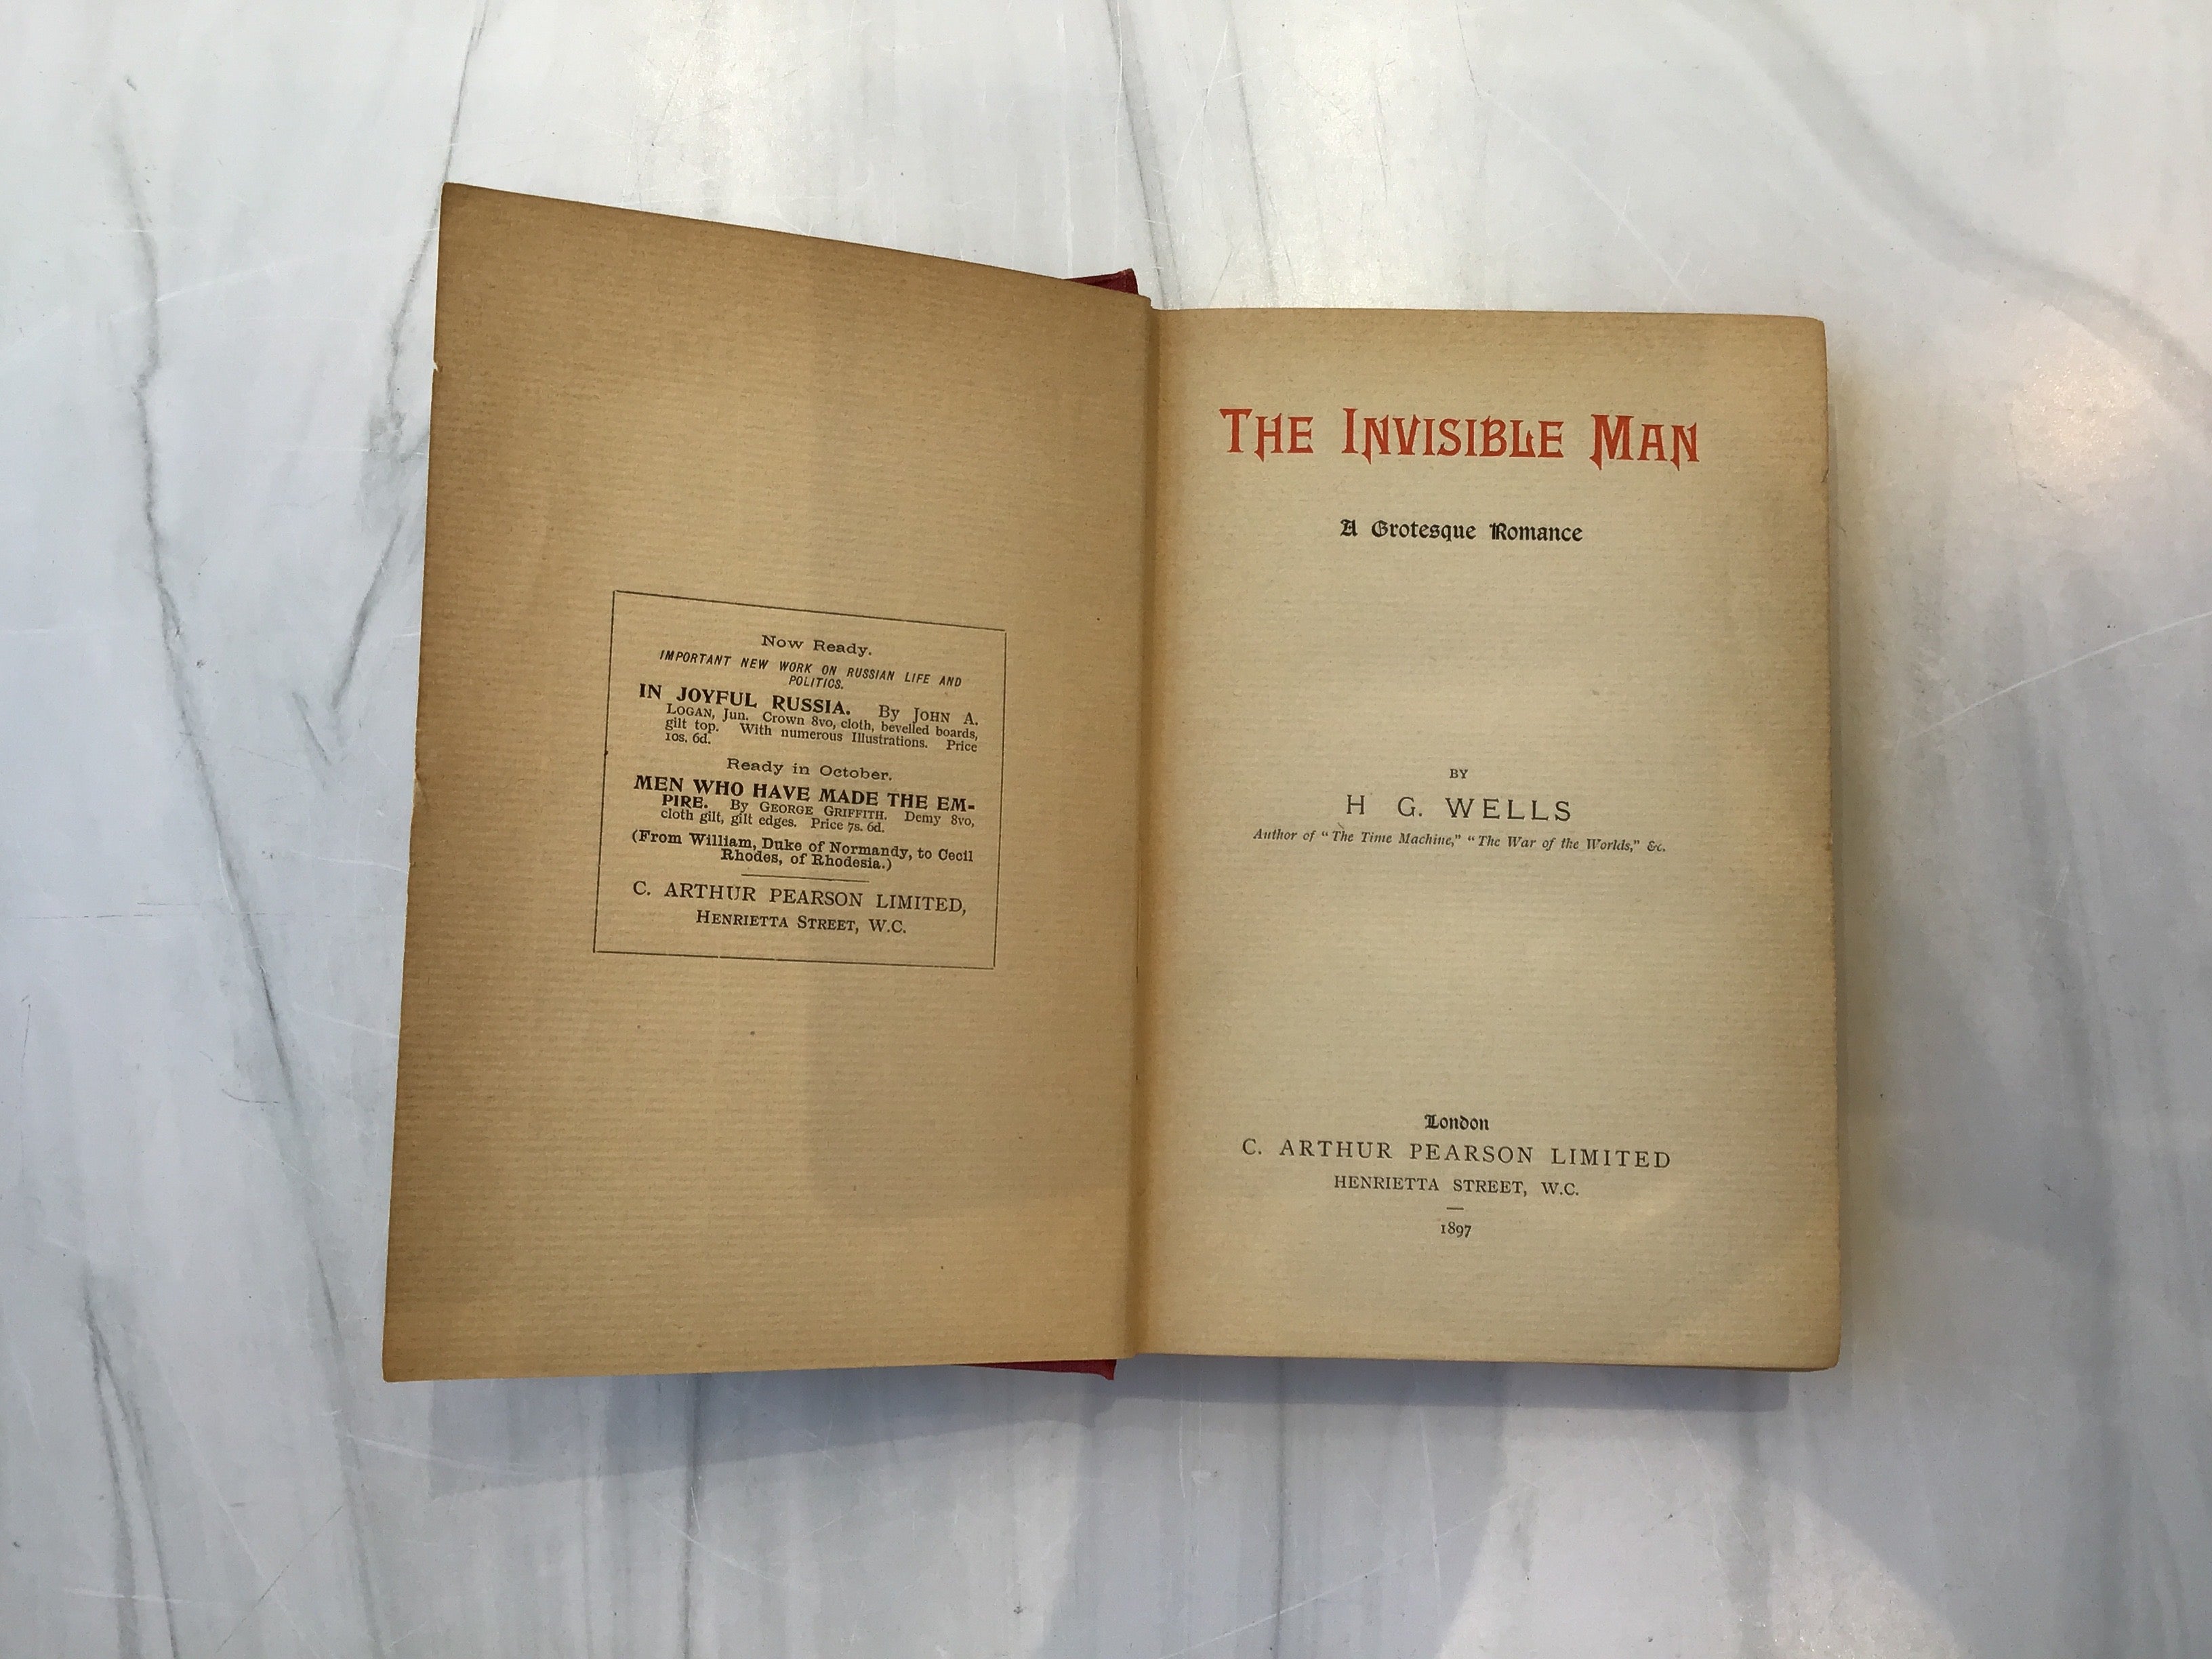 Now Ready.
IMPORTANT NEW WORK ON RUSSIAN LIFE AND
POLITICS.
IN JOYFUL RUSSIA. By JOHN A.
LOGAN, Jun. Crown 8vo, cloth, bevelled boards,
gilt top. With numerous Illustrations. Price
10s. 6d.
Ready in October.
MEN WHO HAVE MADE THE EM-
PIRE. By GEORGE GRIFFITH. Demy 8vo,
cloth gilt, gilt edges. Price 7s. 6d.
(From William, Duke of Normandy, to Cecil
Rhodes, of Rhodesia.)
C. ARTHUR PEARSON LIMITED,
HENRIETTA STREET, W.C.
THE INVISIBLE MAN
A Grotesque Romance
BY
H G. WELLS
Author of "The Time Machine," "The War of the Worlds," &c.
London
C. ARTHUR PEARSON LIMITED
HENRIETTA STREET, W.C.
1897